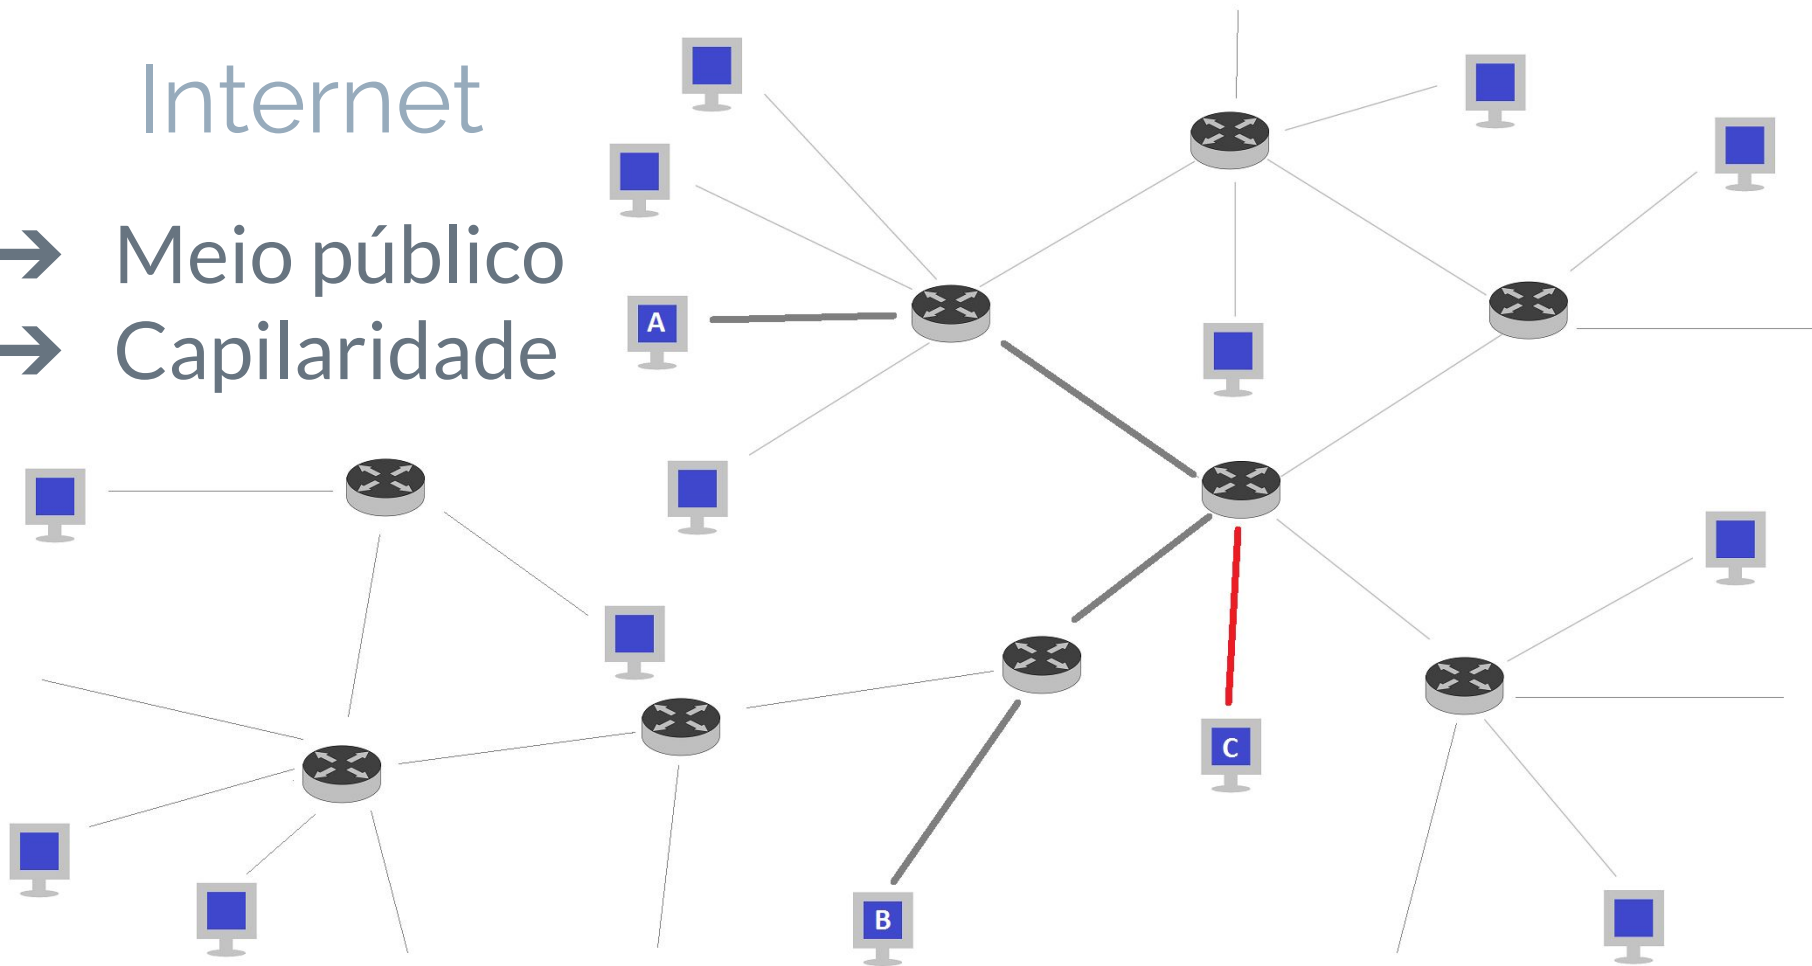 Internet
➔ Meio público
➔ Capilaridade
A
C
B